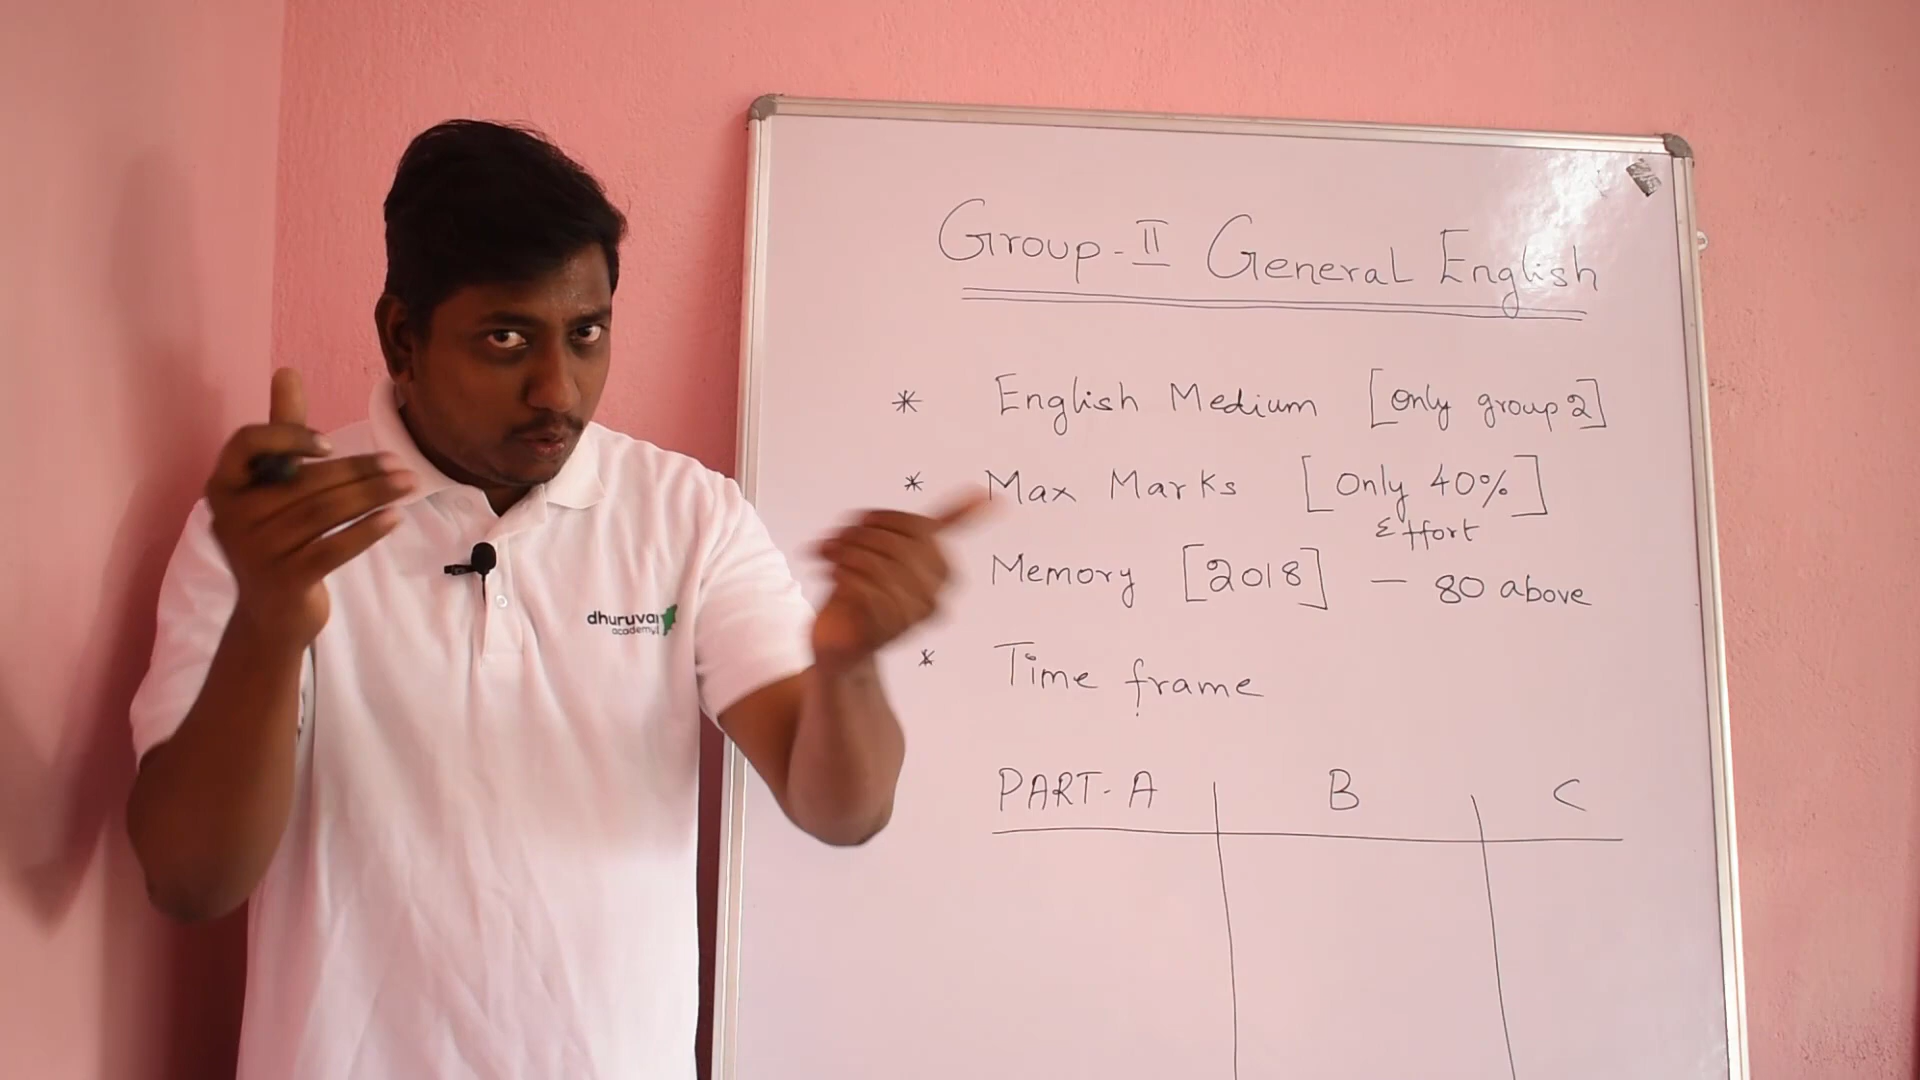 Group-II General English
* English Medium [Only group 2]
* Max Marks [Only 40%]
Effort
Memory [2018] - 80 above
* Time frame
PART-A B C
dhuruvam
academy